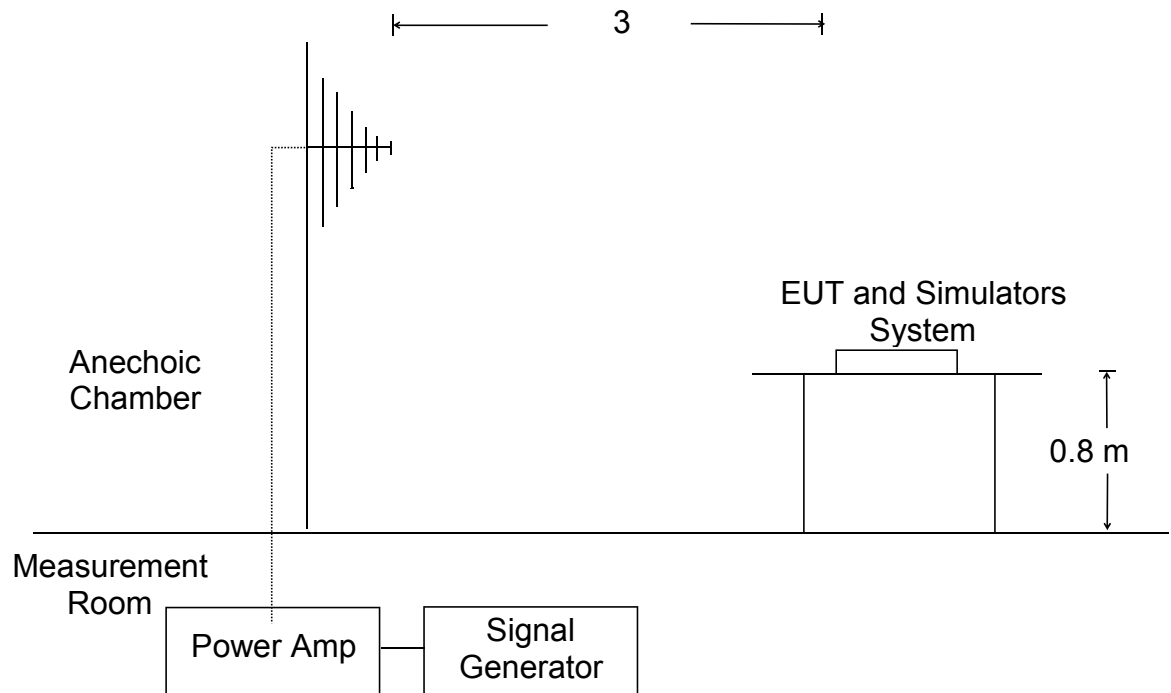 3
EUT and Simulators
System
Anechoic
Chamber
0.8 m
Measurement
Room
Power Amp
Signal
Generator